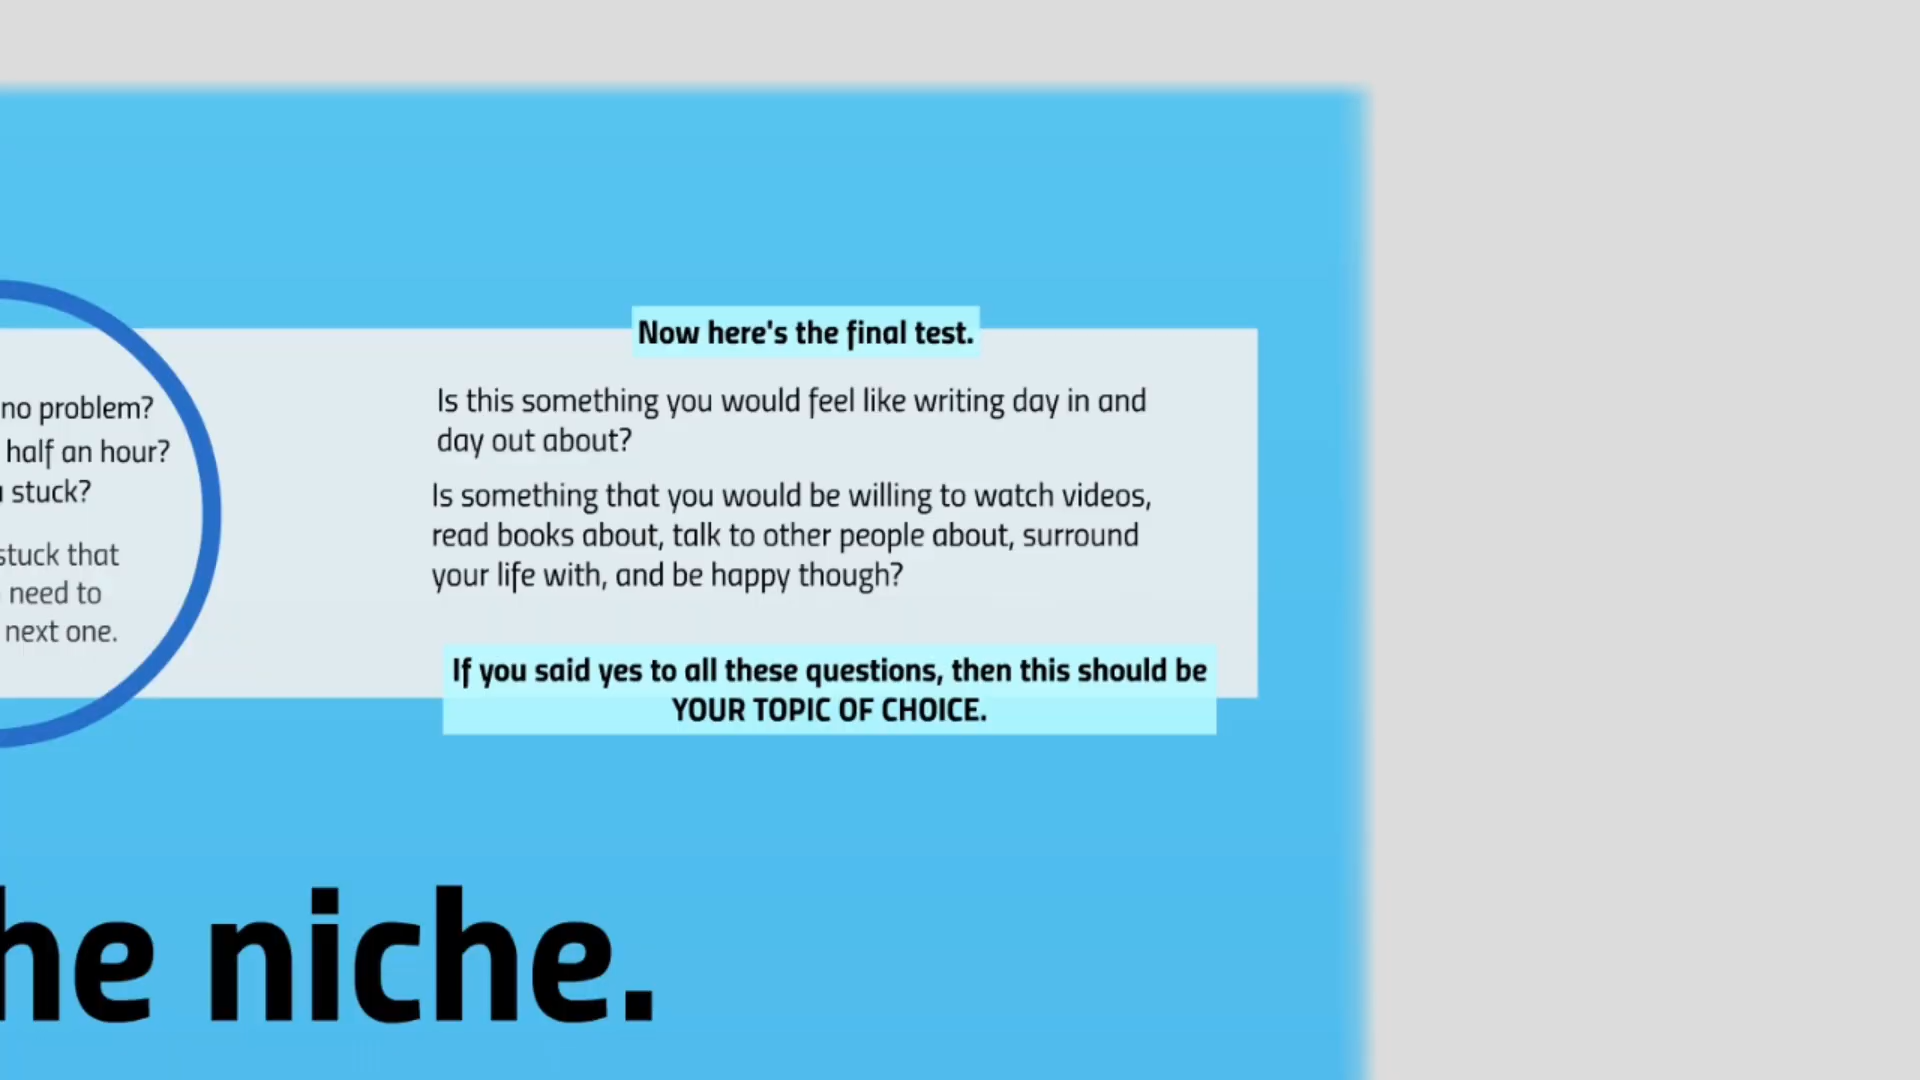 no problem?
half an hour?
stuck?
stuck that
need to
next one.
Now here's the final test.
Is this something you would feel like writing day in and
day out about?
Is something that you would be willing to watch videos,
read books about, talk to other people about, surround
your life with, and be happy though?
If you said yes to all these questions, then this should be
YOUR TOPIC OF CHOICE.
he niche.